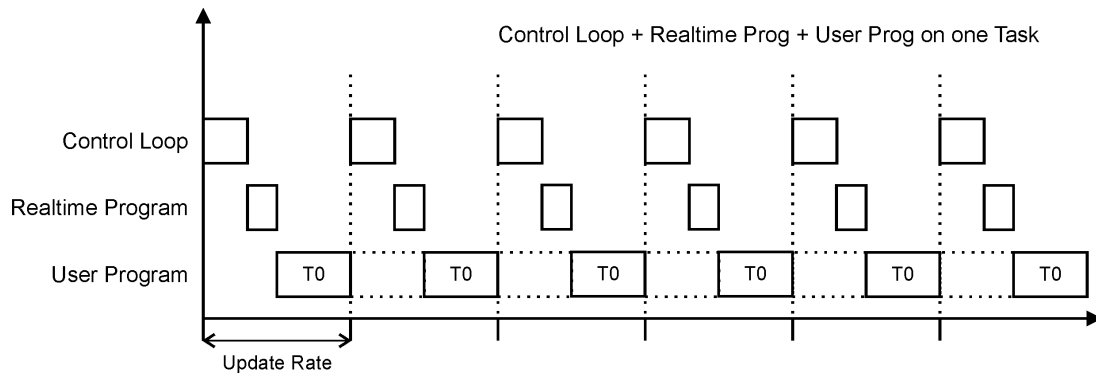 Control Loop + Realtime Prog + User Prog on one Task
Control Loop
Realtime Program
User Program
T0
T0
T0
T0
T0
T0
Update Rate